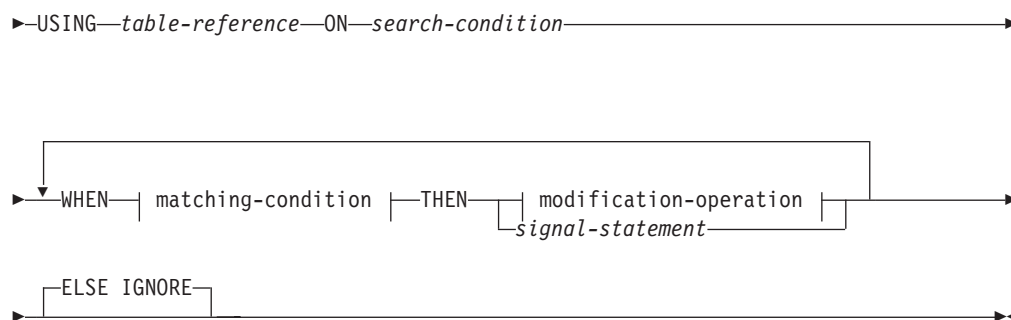 USING table-reference ON search-condition
WHEN matching-condition THEN modification-operation
signal-statement
ELSE IGNORE